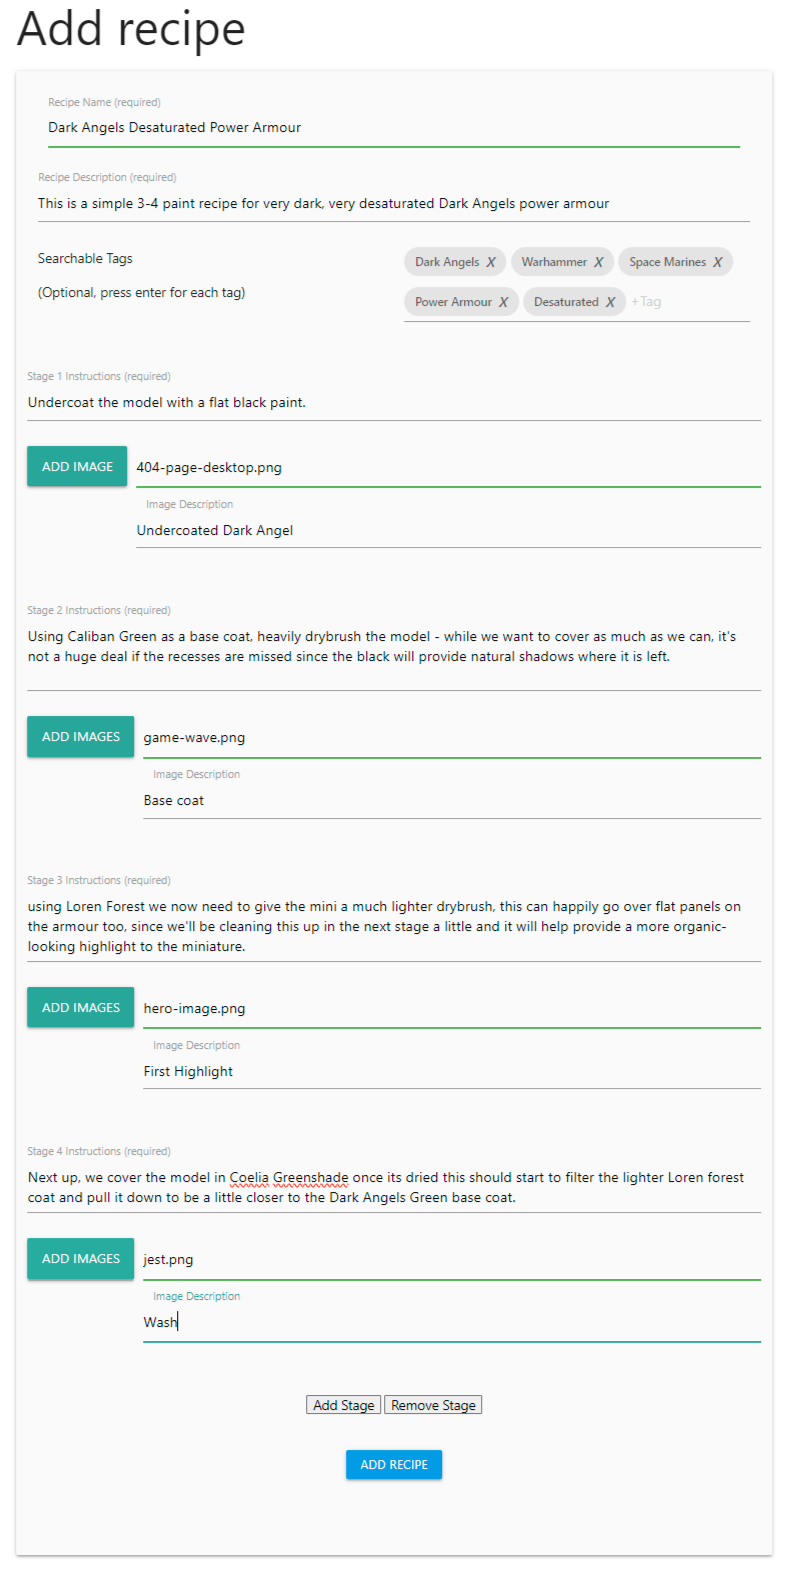 Add recipe
Recipe Name (required)
Dark Angels Desaturated Power Armour
Recipe Description (required)
This is a simple 3-4 paint recipe for very dark, very desaturated Dark Angels power armour
Searchable Tags
(Optional, press enter for each tag)
Dark Angels X Warhammer X Space Marines X
Power Armour X Desaturated X +Tag
Stage 1 Instructions (required)
Undercoat the model with a flat black paint.
ADD IMAGE 404-page-desktop.png
Image Description
Undercoated Dark Angel
Stage 2 Instructions (required)
Using Caliban Green as a base coat, heavily drybrush the model - while we want to cover as much as we can, it's
not a huge deal if the recesses are missed since the black will provide natural shadows where it is left.
ADD IMAGES game-wave.png
Image Description
Base coat
Stage 3 Instructions (required)
using Loren Forest we now need to give the mini a much lighter drybrush, this can happily go over flat panels on
the armour too, since we'll be cleaning this up in the next stage a little and it will help provide a more organic-
looking highlight to the miniature.
ADD IMAGES hero-image.png
Image Description
First Highlight
Stage 4 Instructions (required)
Next up, we cover the model in Coelia Greenshade once its dried this should start to filter the lighter Loren forest
coat and pull it down to be a little closer to the Dark Angels Green base coat.
ADD IMAGES jest.png
Image Description
Wash
Add Stage Remove Stage
ADD RECIPE